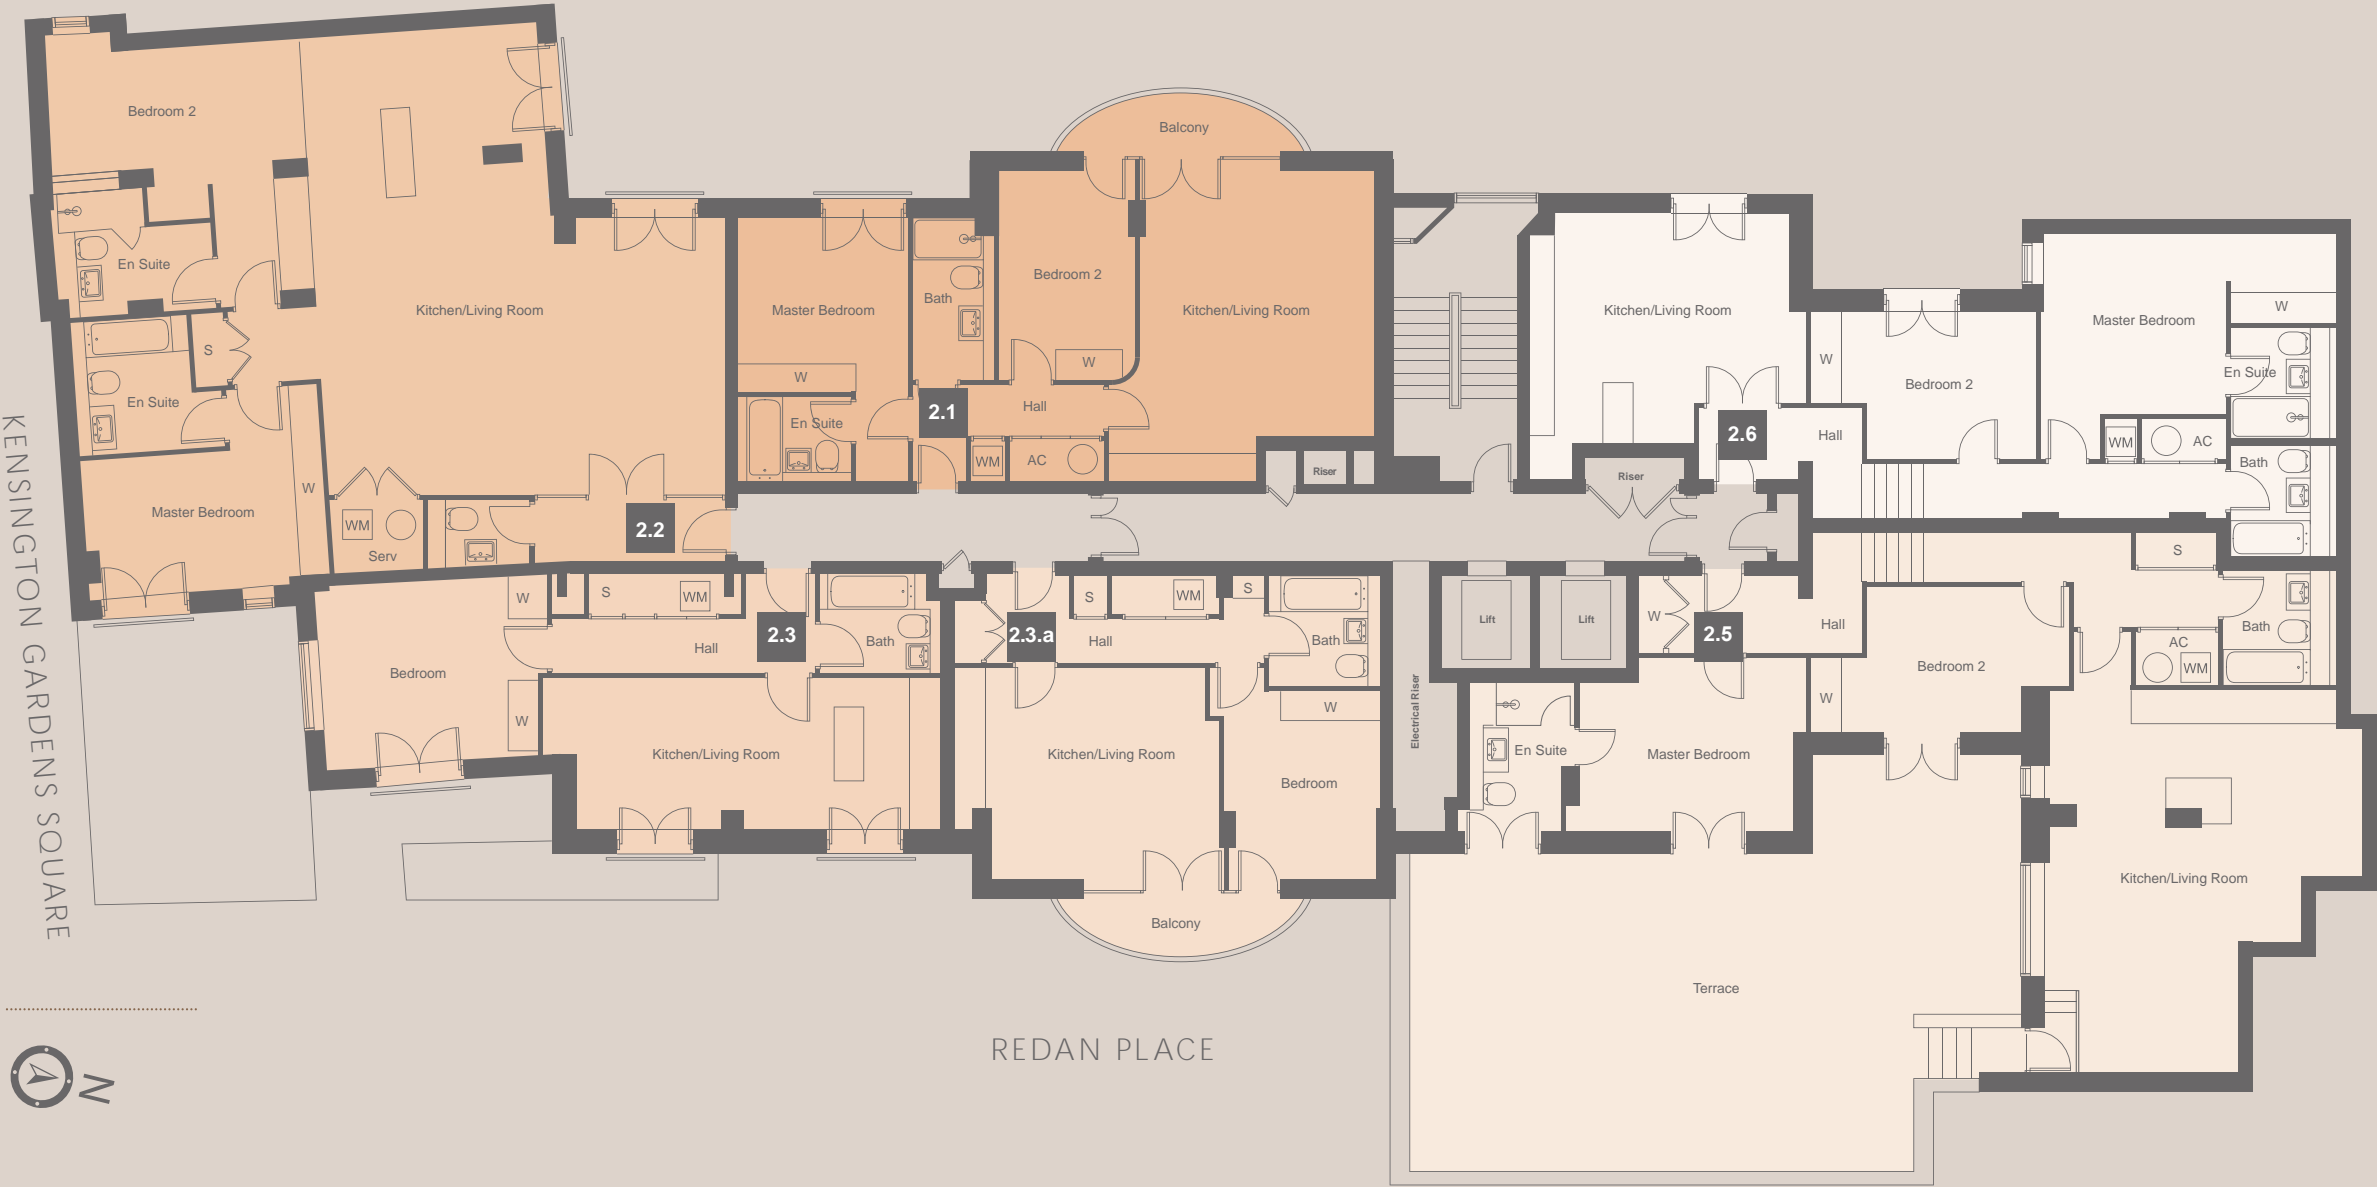 Bedroom 2
En Suite
S
En Suite
Kitchen/Living Room
Master Bedroom
W
WM
Serv
2.2
Master Bedroom
W
En Suite
Bath
2.1
Bedroom 2
W
Hall
WM
AC
Balcony
Kitchen/Living Room
Riser
Kitchen/Living Room
Riser
2.6
Hall
W
Bedroom 2
Master Bedroom
W
En Suite
WM
AC
Bath
W
Bedroom
W
S
WM
Hall
2.3
Bath
Kitchen/Living Room
2.3.a
S
WM
S
Hall
Bath
Kitchen/Living Room
W
Bedroom
Balcony
Electrical Riser
Lift
Lift
W
2.5
Hall
En Suite
Master Bedroom
W
Bedroom 2
S
AC
WM
Bath
Kitchen/Living Room
Terrace
KENSINGTON GARDENS SQUARE
REDAN PLACE
N